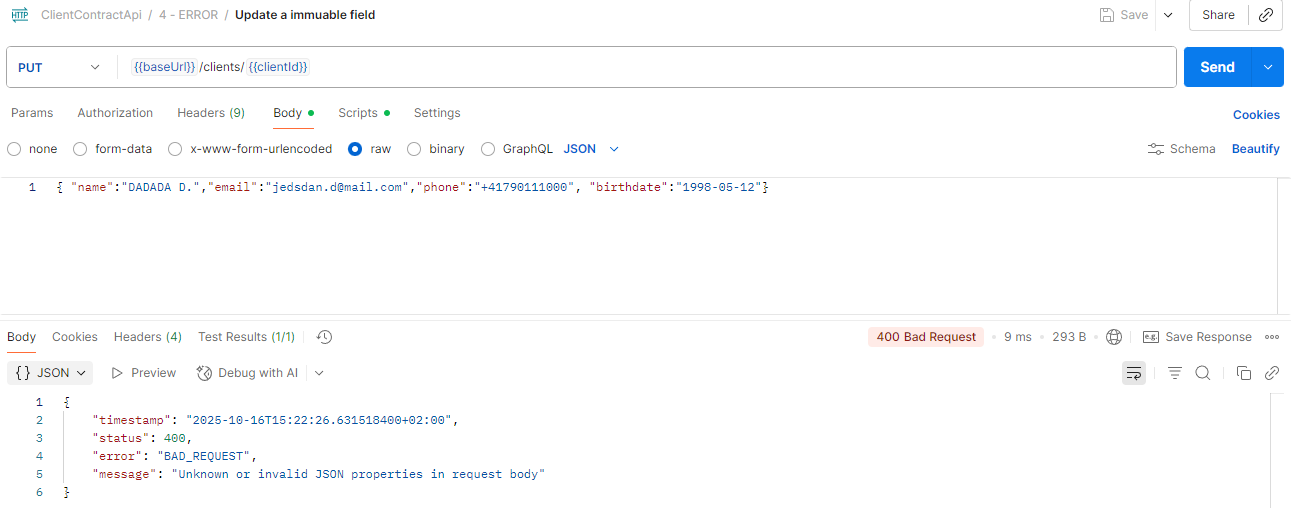 HTTP ClientContractApi / 4 - ERROR / Update a immuable field Save Share
PUT {{baseUrl}} /clients/ {{clientId}} Send
Params Authorization Headers (9) Body Scripts Settings Cookies
none form-data x-www-form-urlencoded raw binary GraphQL JSON Schema Beautify
1 { "name":"DADADA D.","email":"jedsdan.d@mail.com","phone":"+41790111000", "birthdate":"1998-05-12"}
Body Cookies Headers (4) Test Results (1/1) 400 Bad Request 9 ms 293 B e.g. Save Response
{} JSON Preview Debug with AI
1 {
2 "timestamp": "2025-10-16T15:22:26.631518400+02:00",
3 "status": 400,
4 "error": "BAD_REQUEST",
5 "message": "Unknown or invalid JSON properties in request body"
6 }